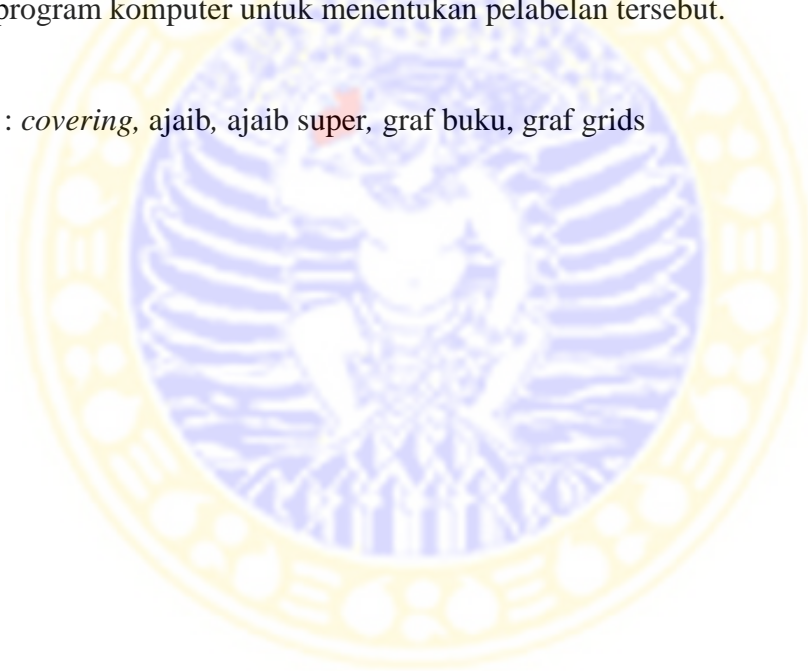 program komputer untuk menentukan pelabelan tersebut.
: covering, ajaib, ajaib super, graf buku, graf grids